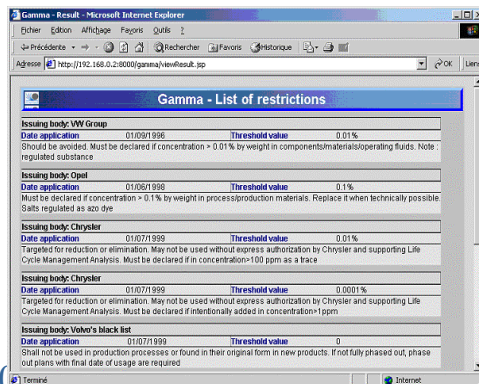 Gamma - Result - Microsoft Internet Explorer
Fichier Edition Affichage Favoris Outils ?
Précédente Rechercher Favoris Historique
Adresse http://192.168.0.2:8000/gamma/viewResult.jsp OK Liens
Gamma - List of restrictions
Issuing body: VW Group
Date application 01/09/1996 Threshold value 0.01%
Should be avoided. Must be declared if concentration > 0.01% by weight in components/materials/operating fluids. Note :
regulated substance
Issuing body: Opel
Date application 01/06/1998 Threshold value 0.1%
Must be declared if concentration > 0.1% by weight in process/production materials. Replace it when technically possible.
Salts regulated as azo dye
Issuing body: Chrysler
Date application 01/07/1999 Threshold value 0.01%
Targeted for reduction or elimination. May not be used without express authorization by Chrysler and supporting Life
Cycle Management Analysis. Must be declared if in concentration>100 ppm as a trace
Issuing body: Chrysler
Date application 01/07/1999 Threshold value 0.0001%
Targeted for reduction or elimination. May not be used without express authorization by Chrysler and supporting Life
Cycle Management Analysis. Must be declared if intentionally added in concentration>1ppm
Issuing body: Volvo's black list
Date application 01/07/1999 Threshold value 0
Shall not be used in production processes or found in their original form in new products. If not fully phased out, phase
out plans with final date of usage are required
Terminé Internet